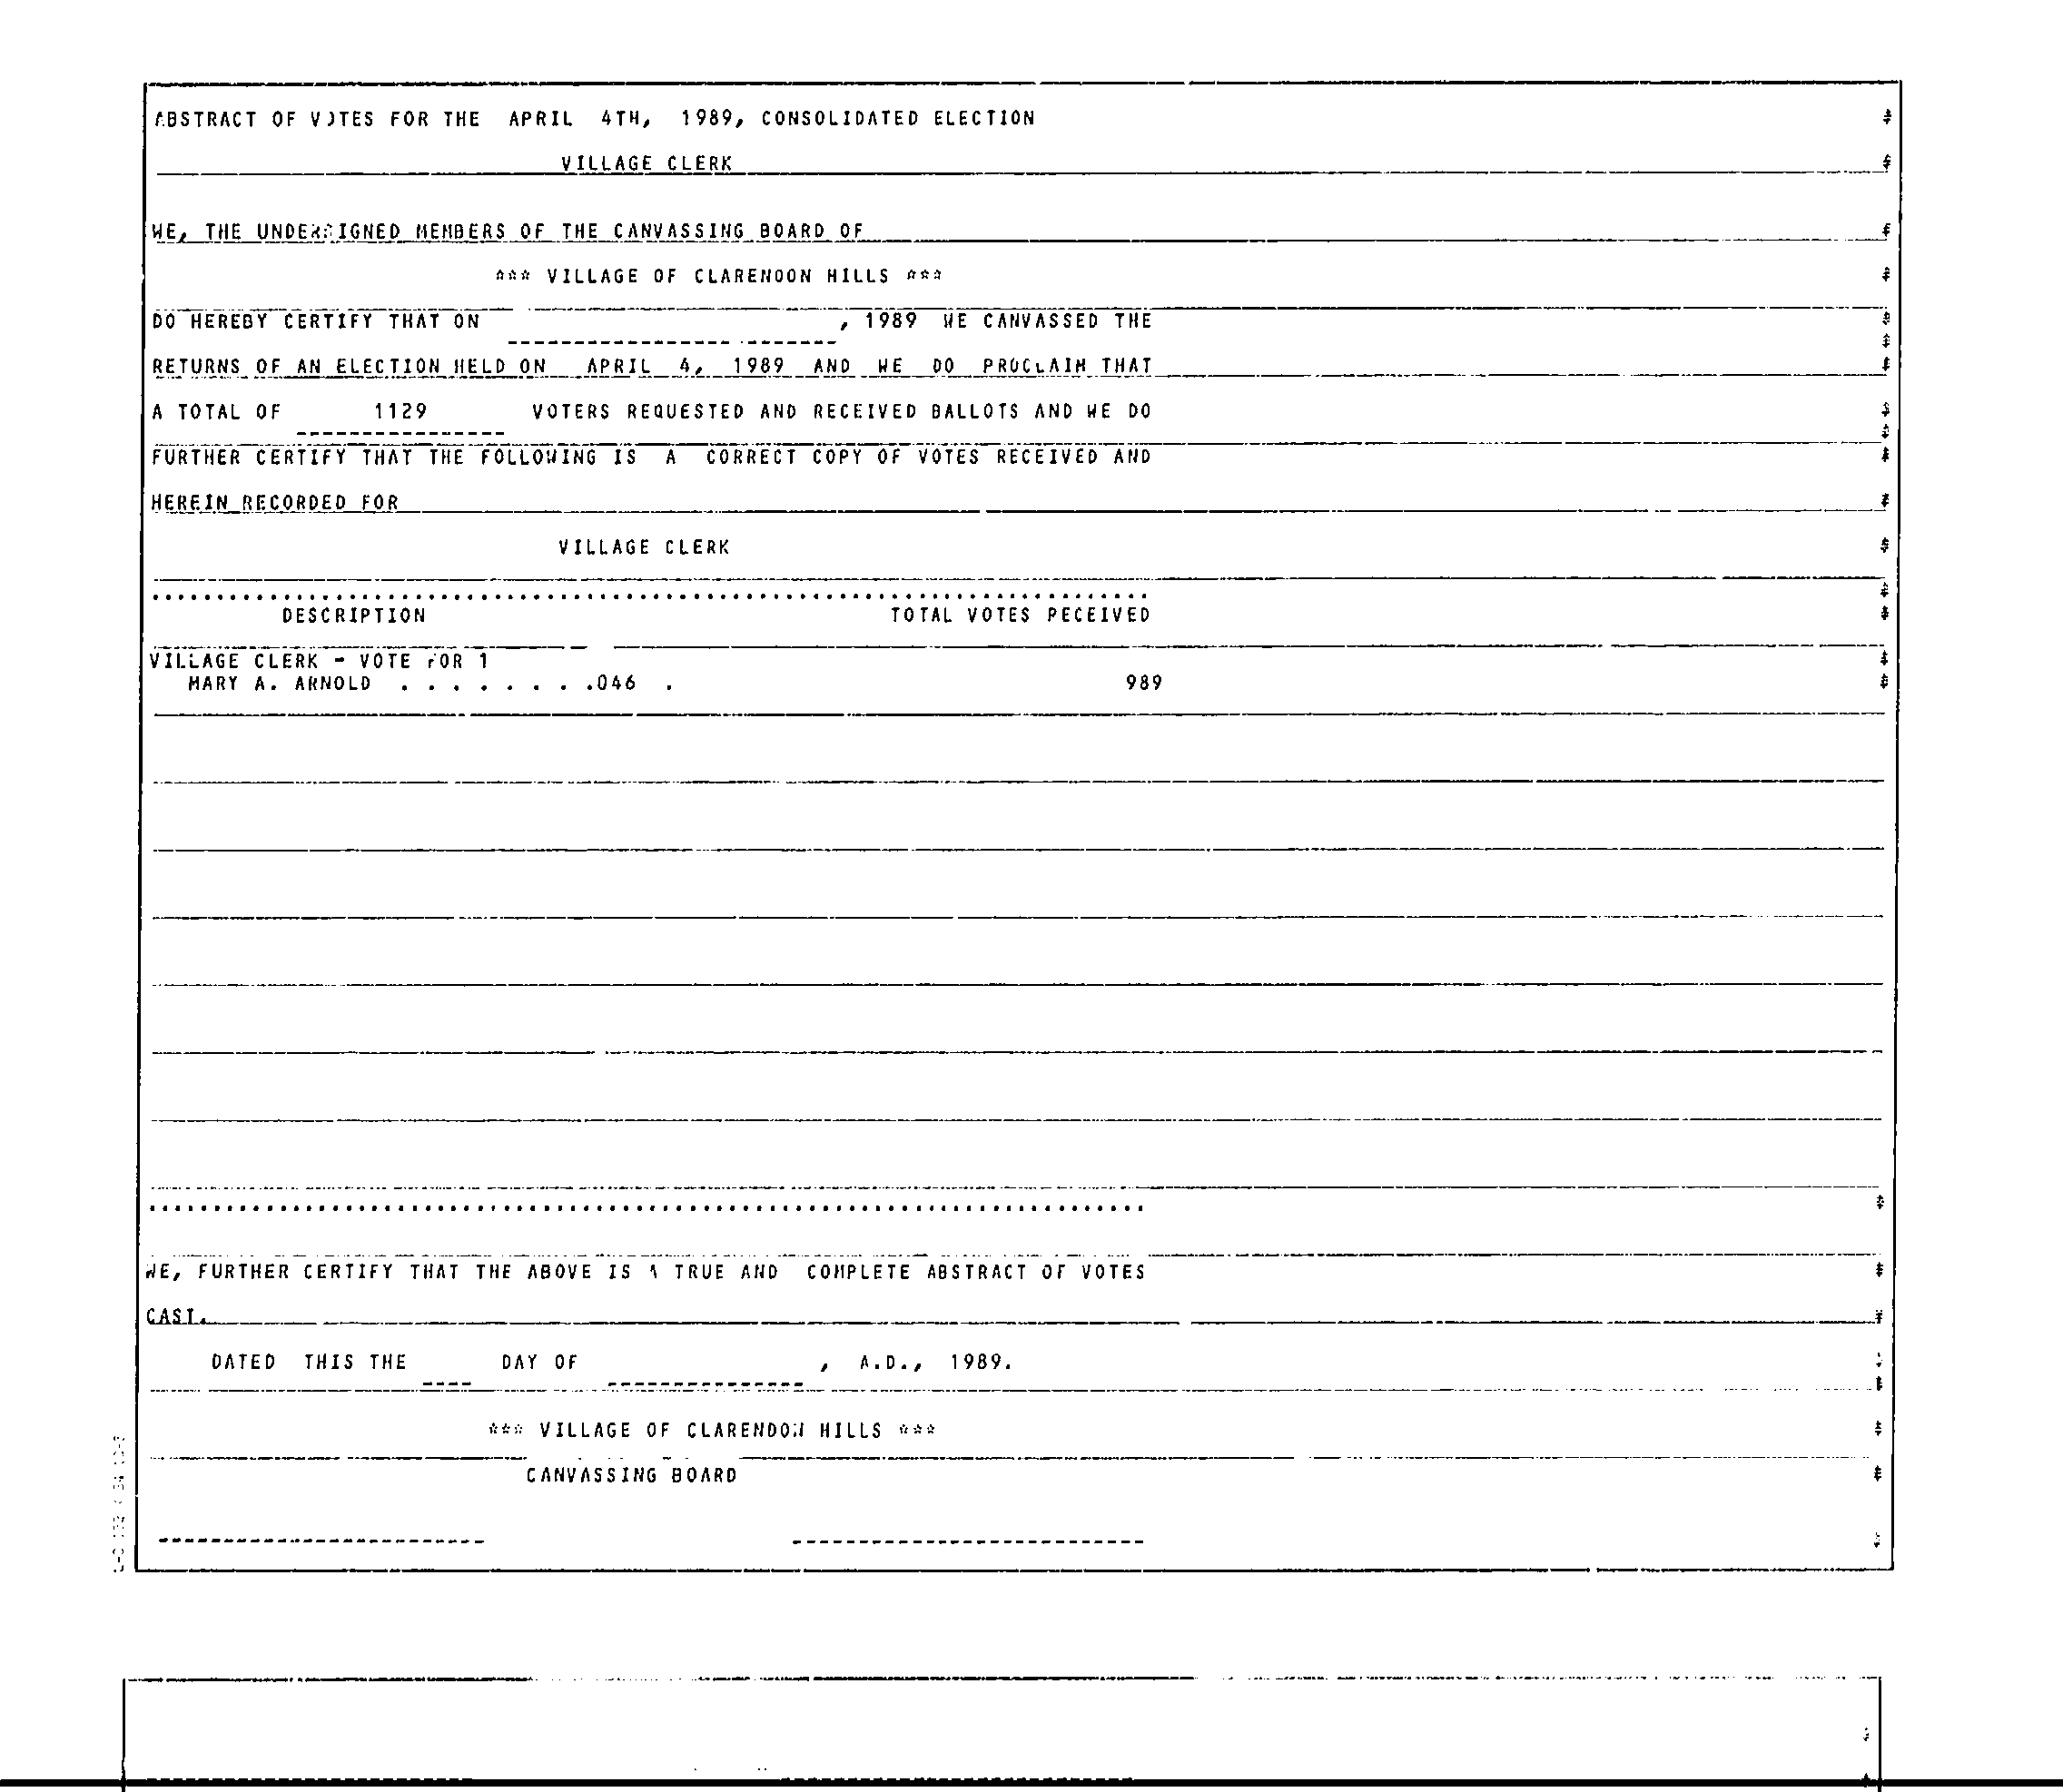 ABSTRACT OF VOTES FOR THE APRIL 4TH, 1989, CONSOLIDATED ELECTION
VILLAGE CLERK
WE, THE UNDERSIGNED MEMBERS OF THE CANVASSING BOARD OF
*** VILLAGE OF CLARENDON HILLS ***
DO HEREBY CERTIFY THAT ON , 1989 WE CANVASSED THE
RETURNS OF AN ELECTION HELD ON APRIL 4, 1989 AND WE DO PROCLAIM THAT
A TOTAL OF 1129 VOTERS REQUESTED AND RECEIVED BALLOTS AND WE DO
FURTHER CERTIFY THAT THE FOLLOWING IS A CORRECT COPY OF VOTES RECEIVED AND
HEREIN RECORDED FOR
VILLAGE CLERK
DESCRIPTION TOTAL VOTES RECEIVED
VILLAGE CLERK - VOTE FOR 1
MARY A. ARNOLD . . . . . . . .046 . 989
WE, FURTHER CERTIFY THAT THE ABOVE IS A TRUE AND COMPLETE ABSTRACT OF VOTES
CAST.
DATED THIS THE DAY OF , A.D., 1989.
*** VILLAGE OF CLARENDON HILLS ***
CANVASSING BOARD